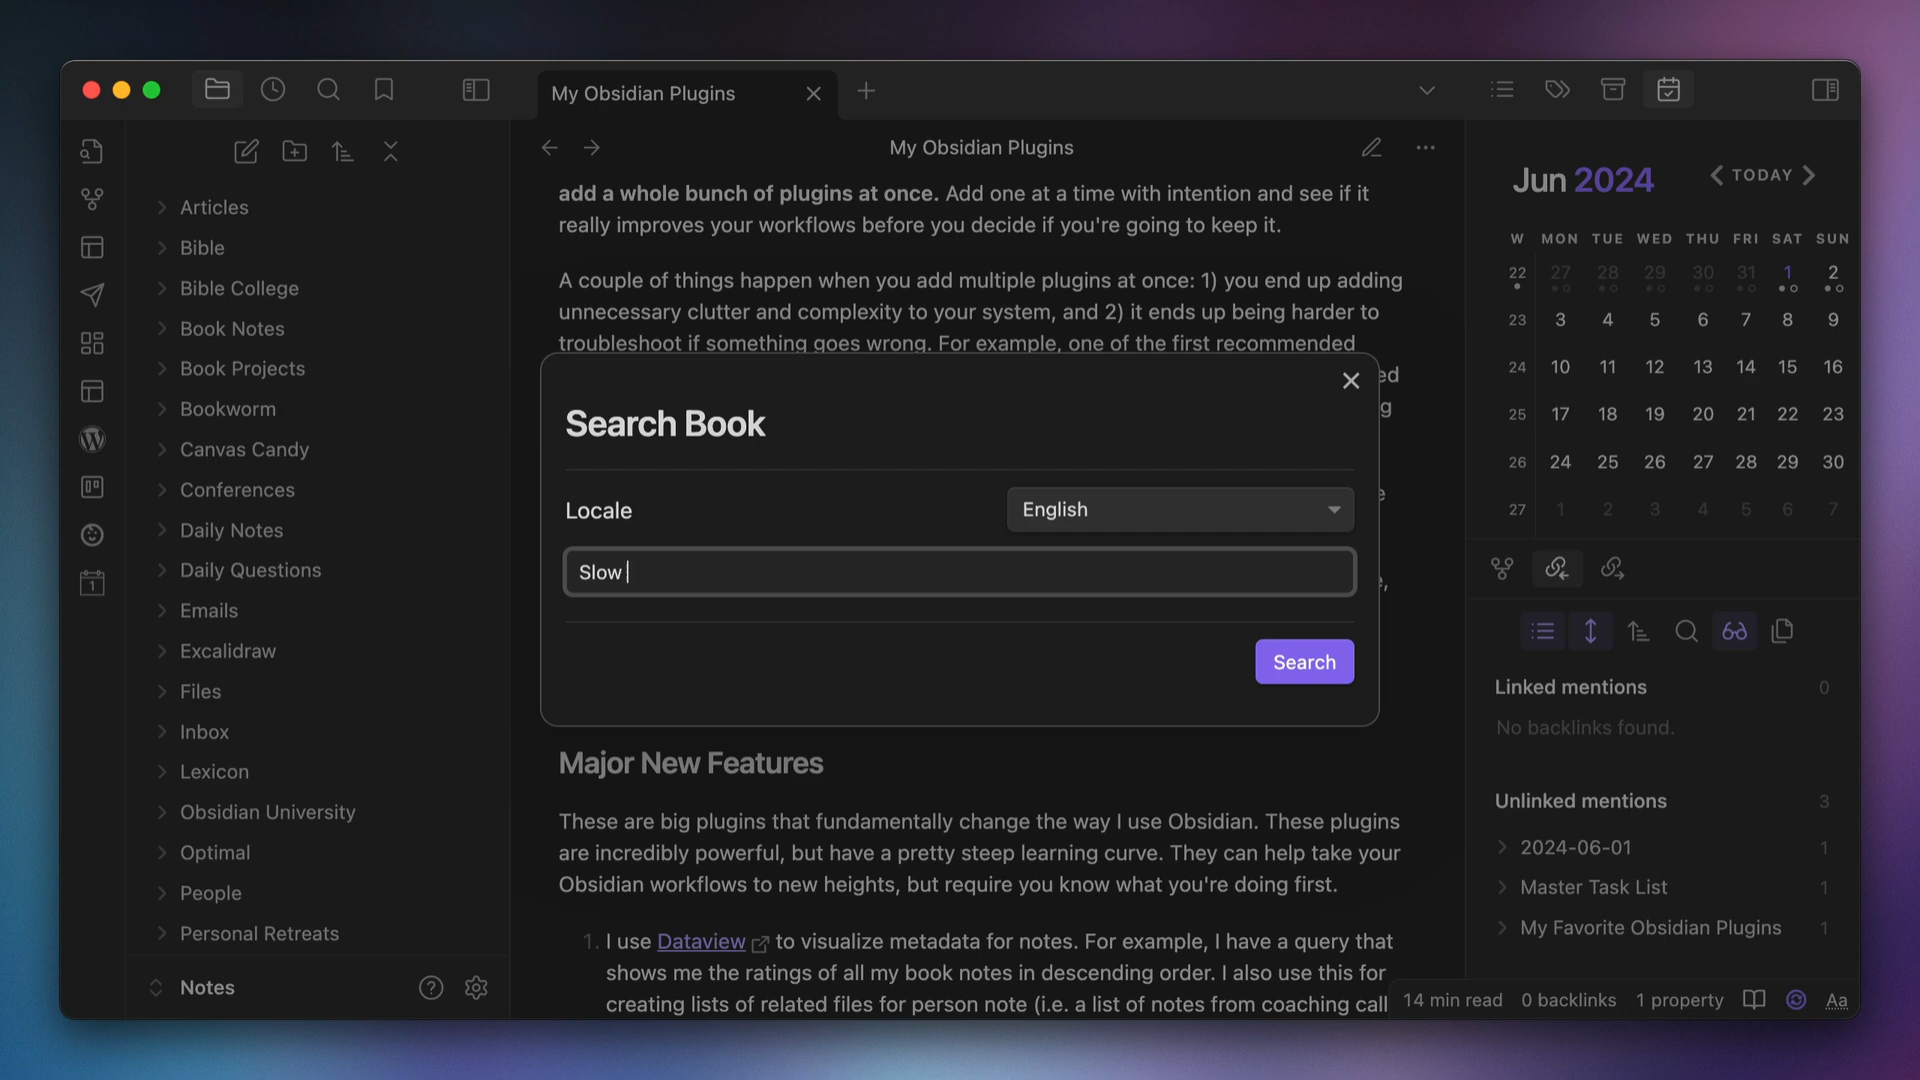 My Obsidian Plugins
Articles
Bible
Bible College
Book Notes
Book Projects
Bookworm
Canvas Candy
Conferences
Daily Notes
Daily Questions
Emails
Excalidraw
Files
Inbox
Lexicon
Obsidian University
Optimal
People
Personal Retreats
Notes
1
My Obsidian Plugins
add a whole bunch of plugins at once. Add one at a time with intention and see if it
really improves your workflows before you decide if you're going to keep it.
A couple of things happen when you add multiple plugins at once: 1) you end up adding
unnecessary clutter and complexity to your system, and 2) it ends up being harder to
troubleshoot if something goes wrong. For example, one of the first recommended
ed
g
e
e,
Search Book
Locale
English
Slow
Search
Major New Features
These are big plugins that fundamentally change the way I use Obsidian. These plugins
are incredibly powerful, but have a pretty steep learning curve. They can help take your
Obsidian workflows to new heights, but require you know what you're doing first.
1. I use Dataview to visualize metadata for notes. For example, I have a query that
shows me the ratings of all my book notes in descending order. I also use this for
creating lists of related files for person note (i.e. a list of notes from coaching call
Jun 2024
TODAY
W MON TUE WED THU FRI SAT SUN
22 27 28 29 30 31 1 2
23 3 4 5 6 7 8 9
24 10 11 12 13 14 15 16
25 17 18 19 20 21 22 23
26 24 25 26 27 28 29 30
27 1 2 3 4 5 6 7
Linked mentions 0
No backlinks found.
Unlinked mentions 3
2024-06-01 1
Master Task List 1
My Favorite Obsidian Plugins 1
14 min read 0 backlinks 1 property Aa